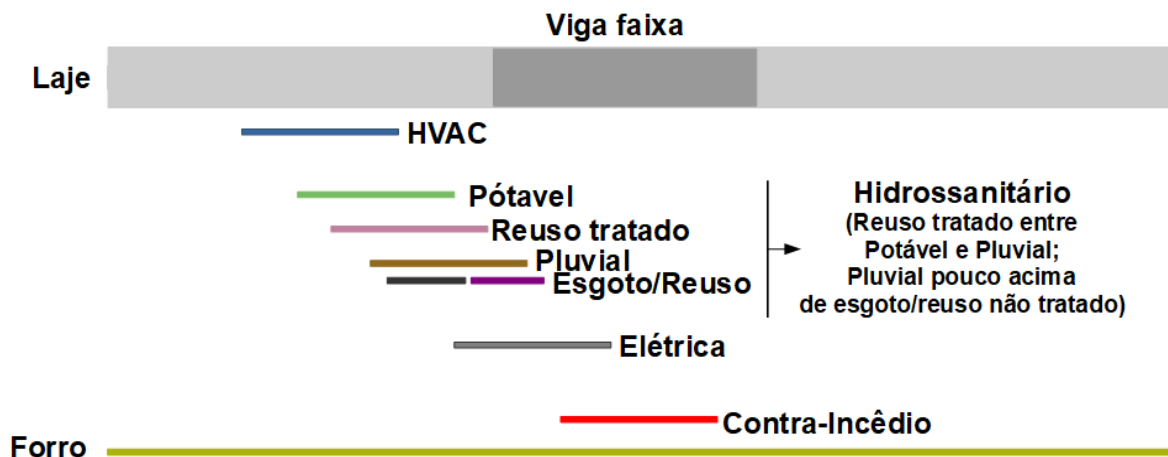 Viga faixa
Laje
HVAC
Pótavel
Reuso tratado
Pluvial
Esgoto/Reuso
Hidrossanitário
(Reuso tratado entre
Potável e Pluvial;
Pluvial pouco acima
de esgoto/reuso não tratado)
Elétrica
Contra-Incêdio
Forro